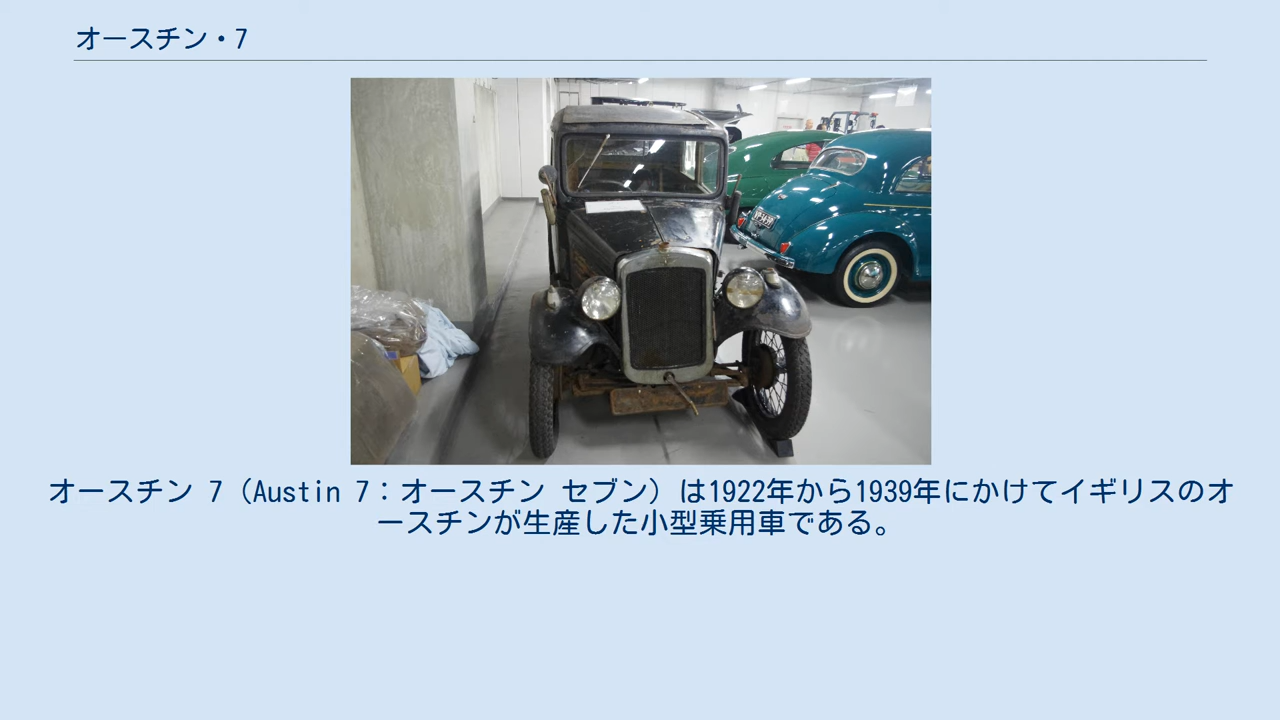 オースチン・7
オースチン 7（Austin 7：オースチン セブン）は1922年から1939年にかけてイギリスのオ
ースチンが生産した小型乗用車である。